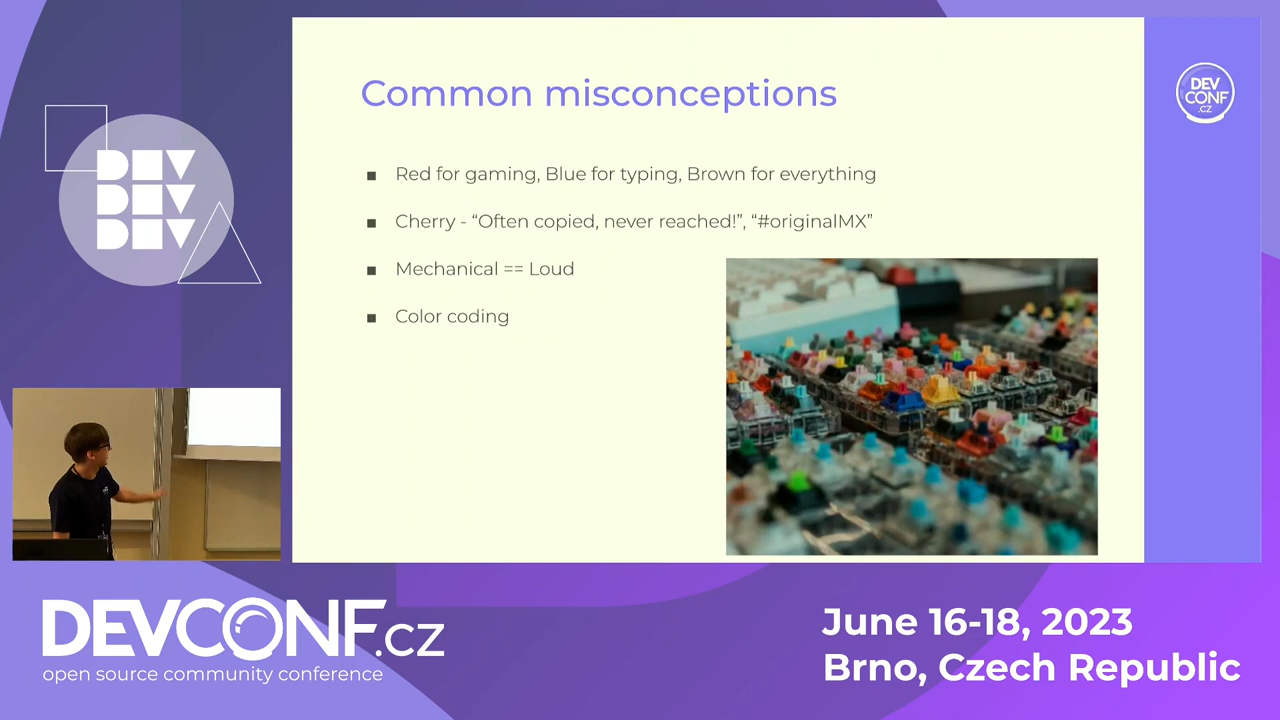 Common misconceptions
DEV
CONF
.CZ
DEV
DEV
DEV
Red for gaming, Blue for typing, Brown for everything
Cherry - “Often copied, never reached!”, “#originalMX”
Mechanical == Loud
Color coding
DEVCONF.cz
open source community conference
June 16-18, 2023
Brno, Czech Republic